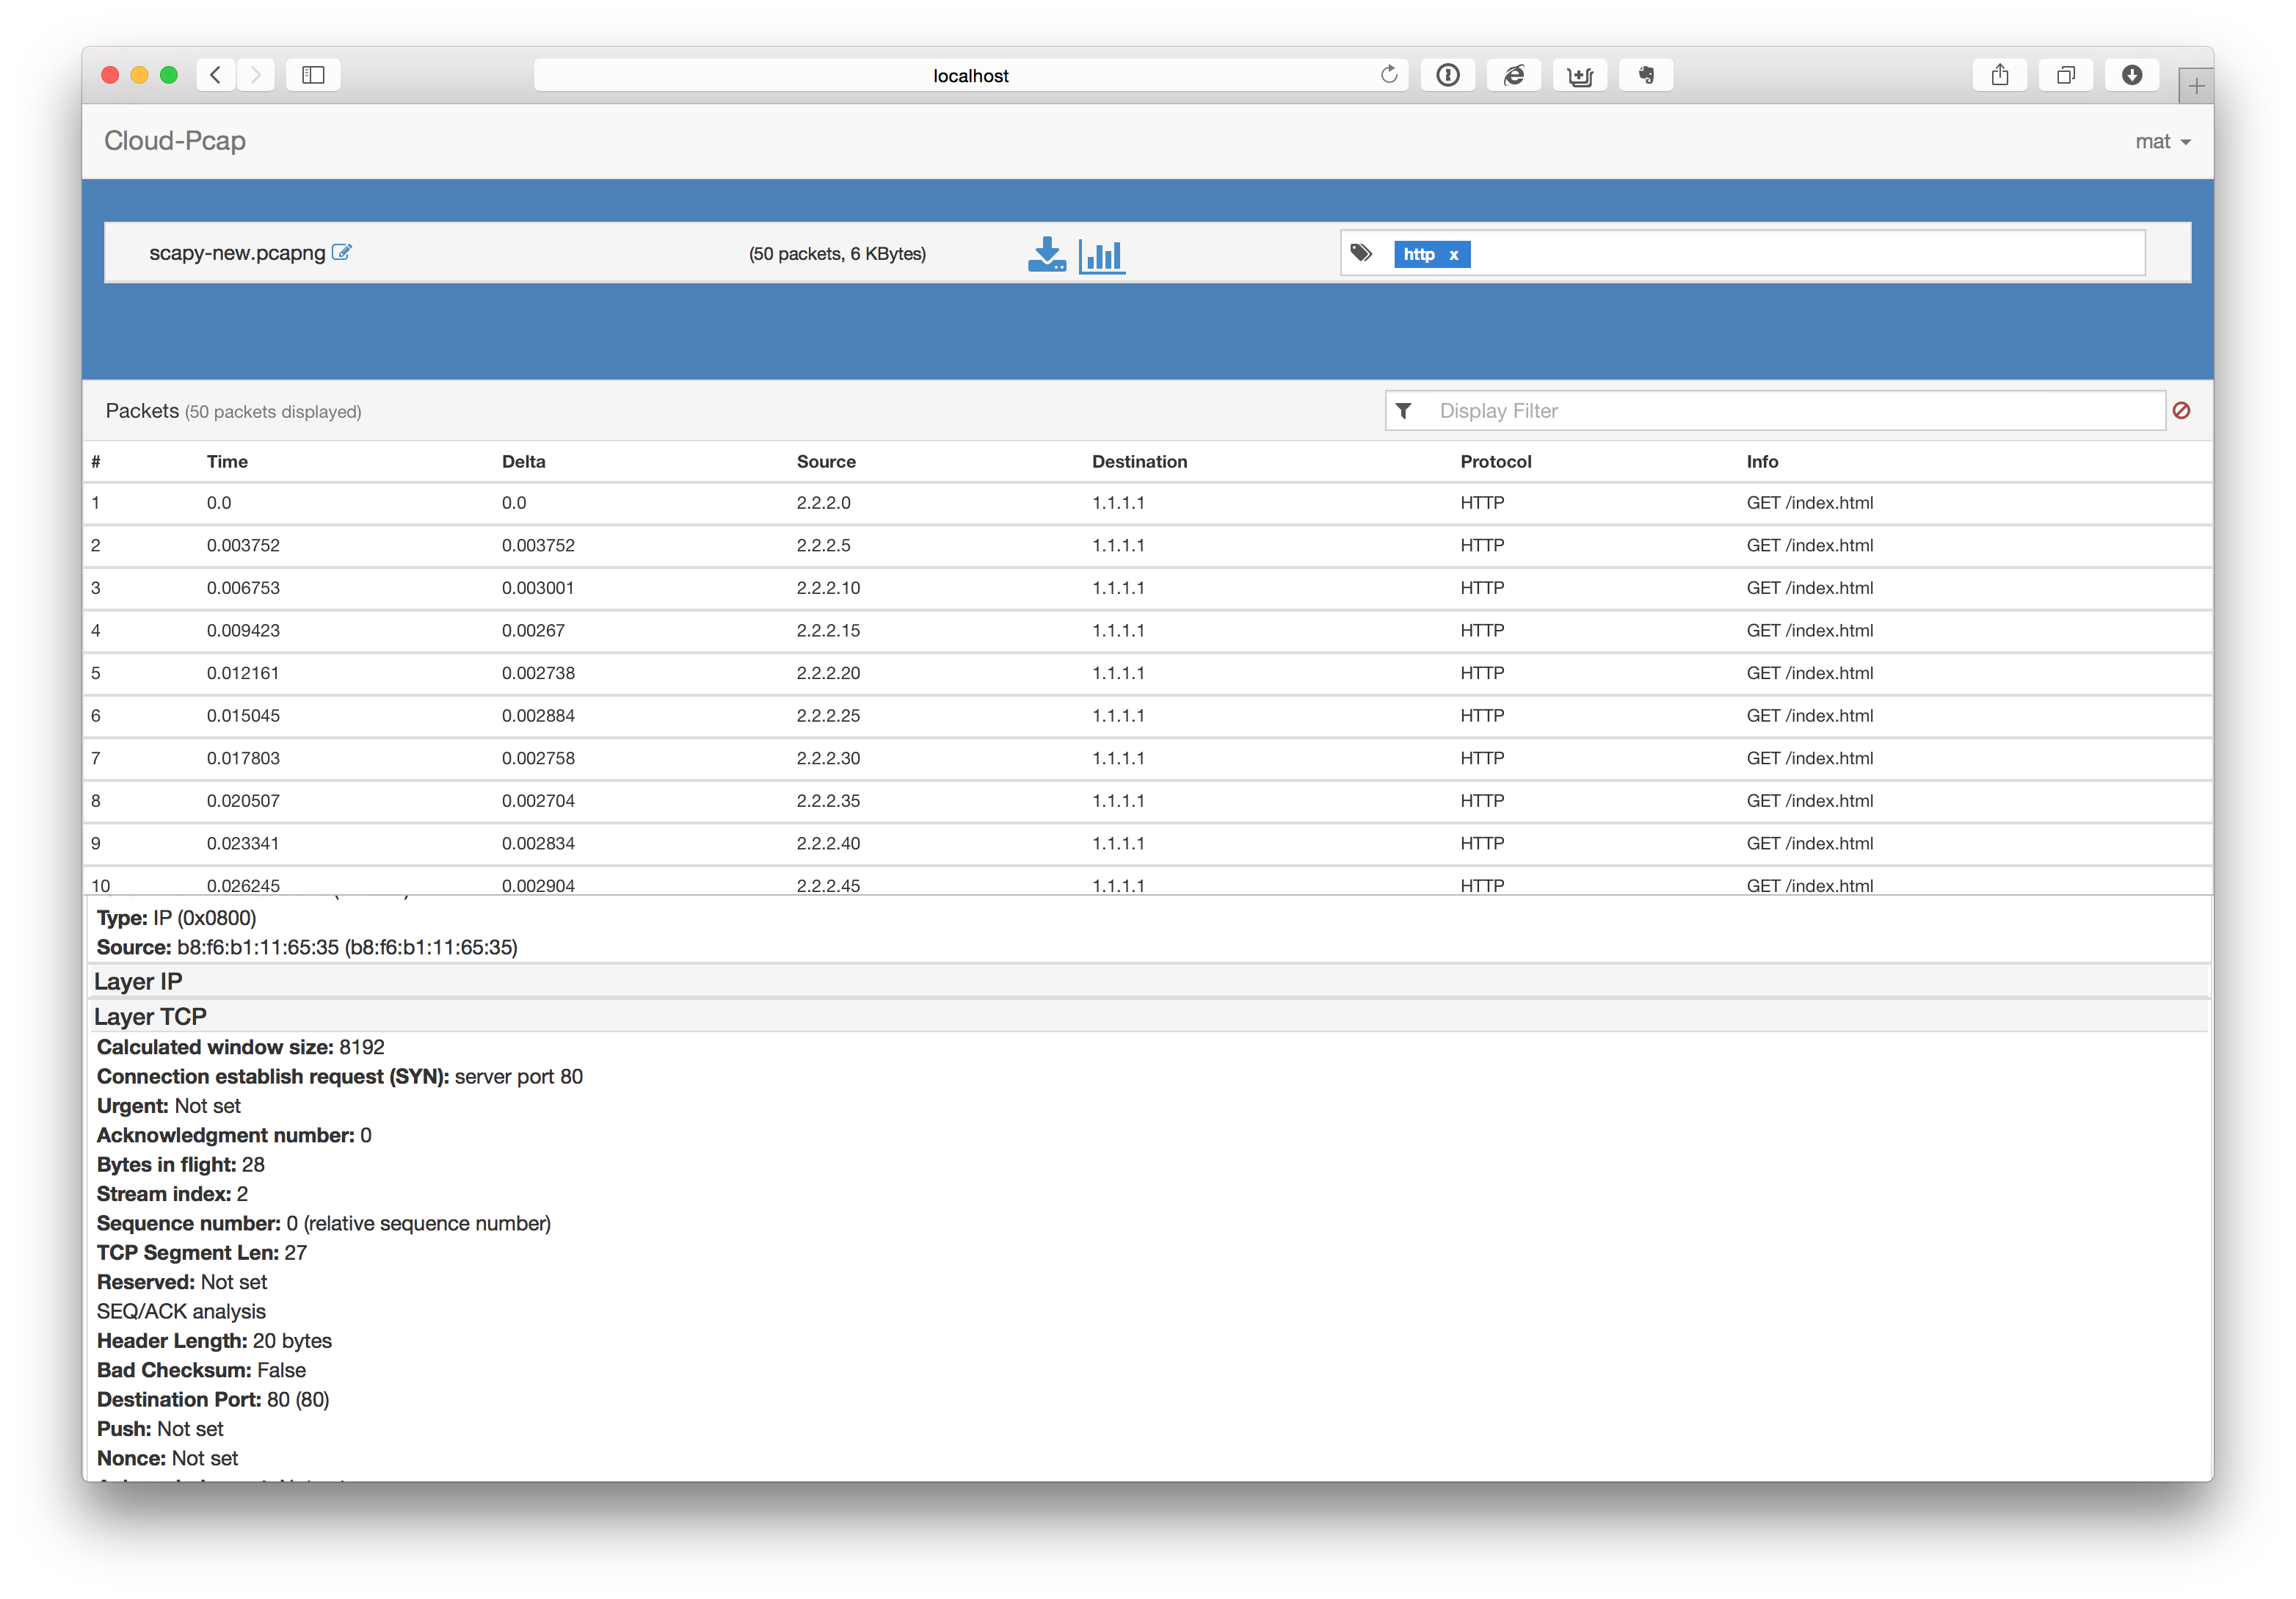 localhost
Cloud-Pcap
mat
scapy-new.pcapng
(50 packets, 6 KBytes)
http x
Packets (50 packets displayed)
Display Filter
# Time Delta Source Destination Protocol Info
1 0.0 0.0 2.2.2.0 1.1.1.1 HTTP GET /index.html
2 0.003752 0.003752 2.2.2.5 1.1.1.1 HTTP GET /index.html
3 0.006753 0.003001 2.2.2.10 1.1.1.1 HTTP GET /index.html
4 0.009423 0.00267 2.2.2.15 1.1.1.1 HTTP GET /index.html
5 0.012161 0.002738 2.2.2.20 1.1.1.1 HTTP GET /index.html
6 0.015045 0.002884 2.2.2.25 1.1.1.1 HTTP GET /index.html
7 0.017803 0.002758 2.2.2.30 1.1.1.1 HTTP GET /index.html
8 0.020507 0.002704 2.2.2.35 1.1.1.1 HTTP GET /index.html
9 0.023341 0.002834 2.2.2.40 1.1.1.1 HTTP GET /index.html
10 0.026245 0.002904 2.2.2.45 1.1.1.1 HTTP GET /index.html
Type: IP (0x0800)
Source: b8:f6:b1:11:65:35 (b8:f6:b1:11:65:35)
Layer IP
Layer TCP
Calculated window size: 8192
Connection establish request (SYN): server port 80
Urgent: Not set
Acknowledgment number: 0
Bytes in flight: 28
Stream index: 2
Sequence number: 0 (relative sequence number)
TCP Segment Len: 27
Reserved: Not set
SEQ/ACK analysis
Header Length: 20 bytes
Bad Checksum: False
Destination Port: 80 (80)
Push: Not set
Nonce: Not set